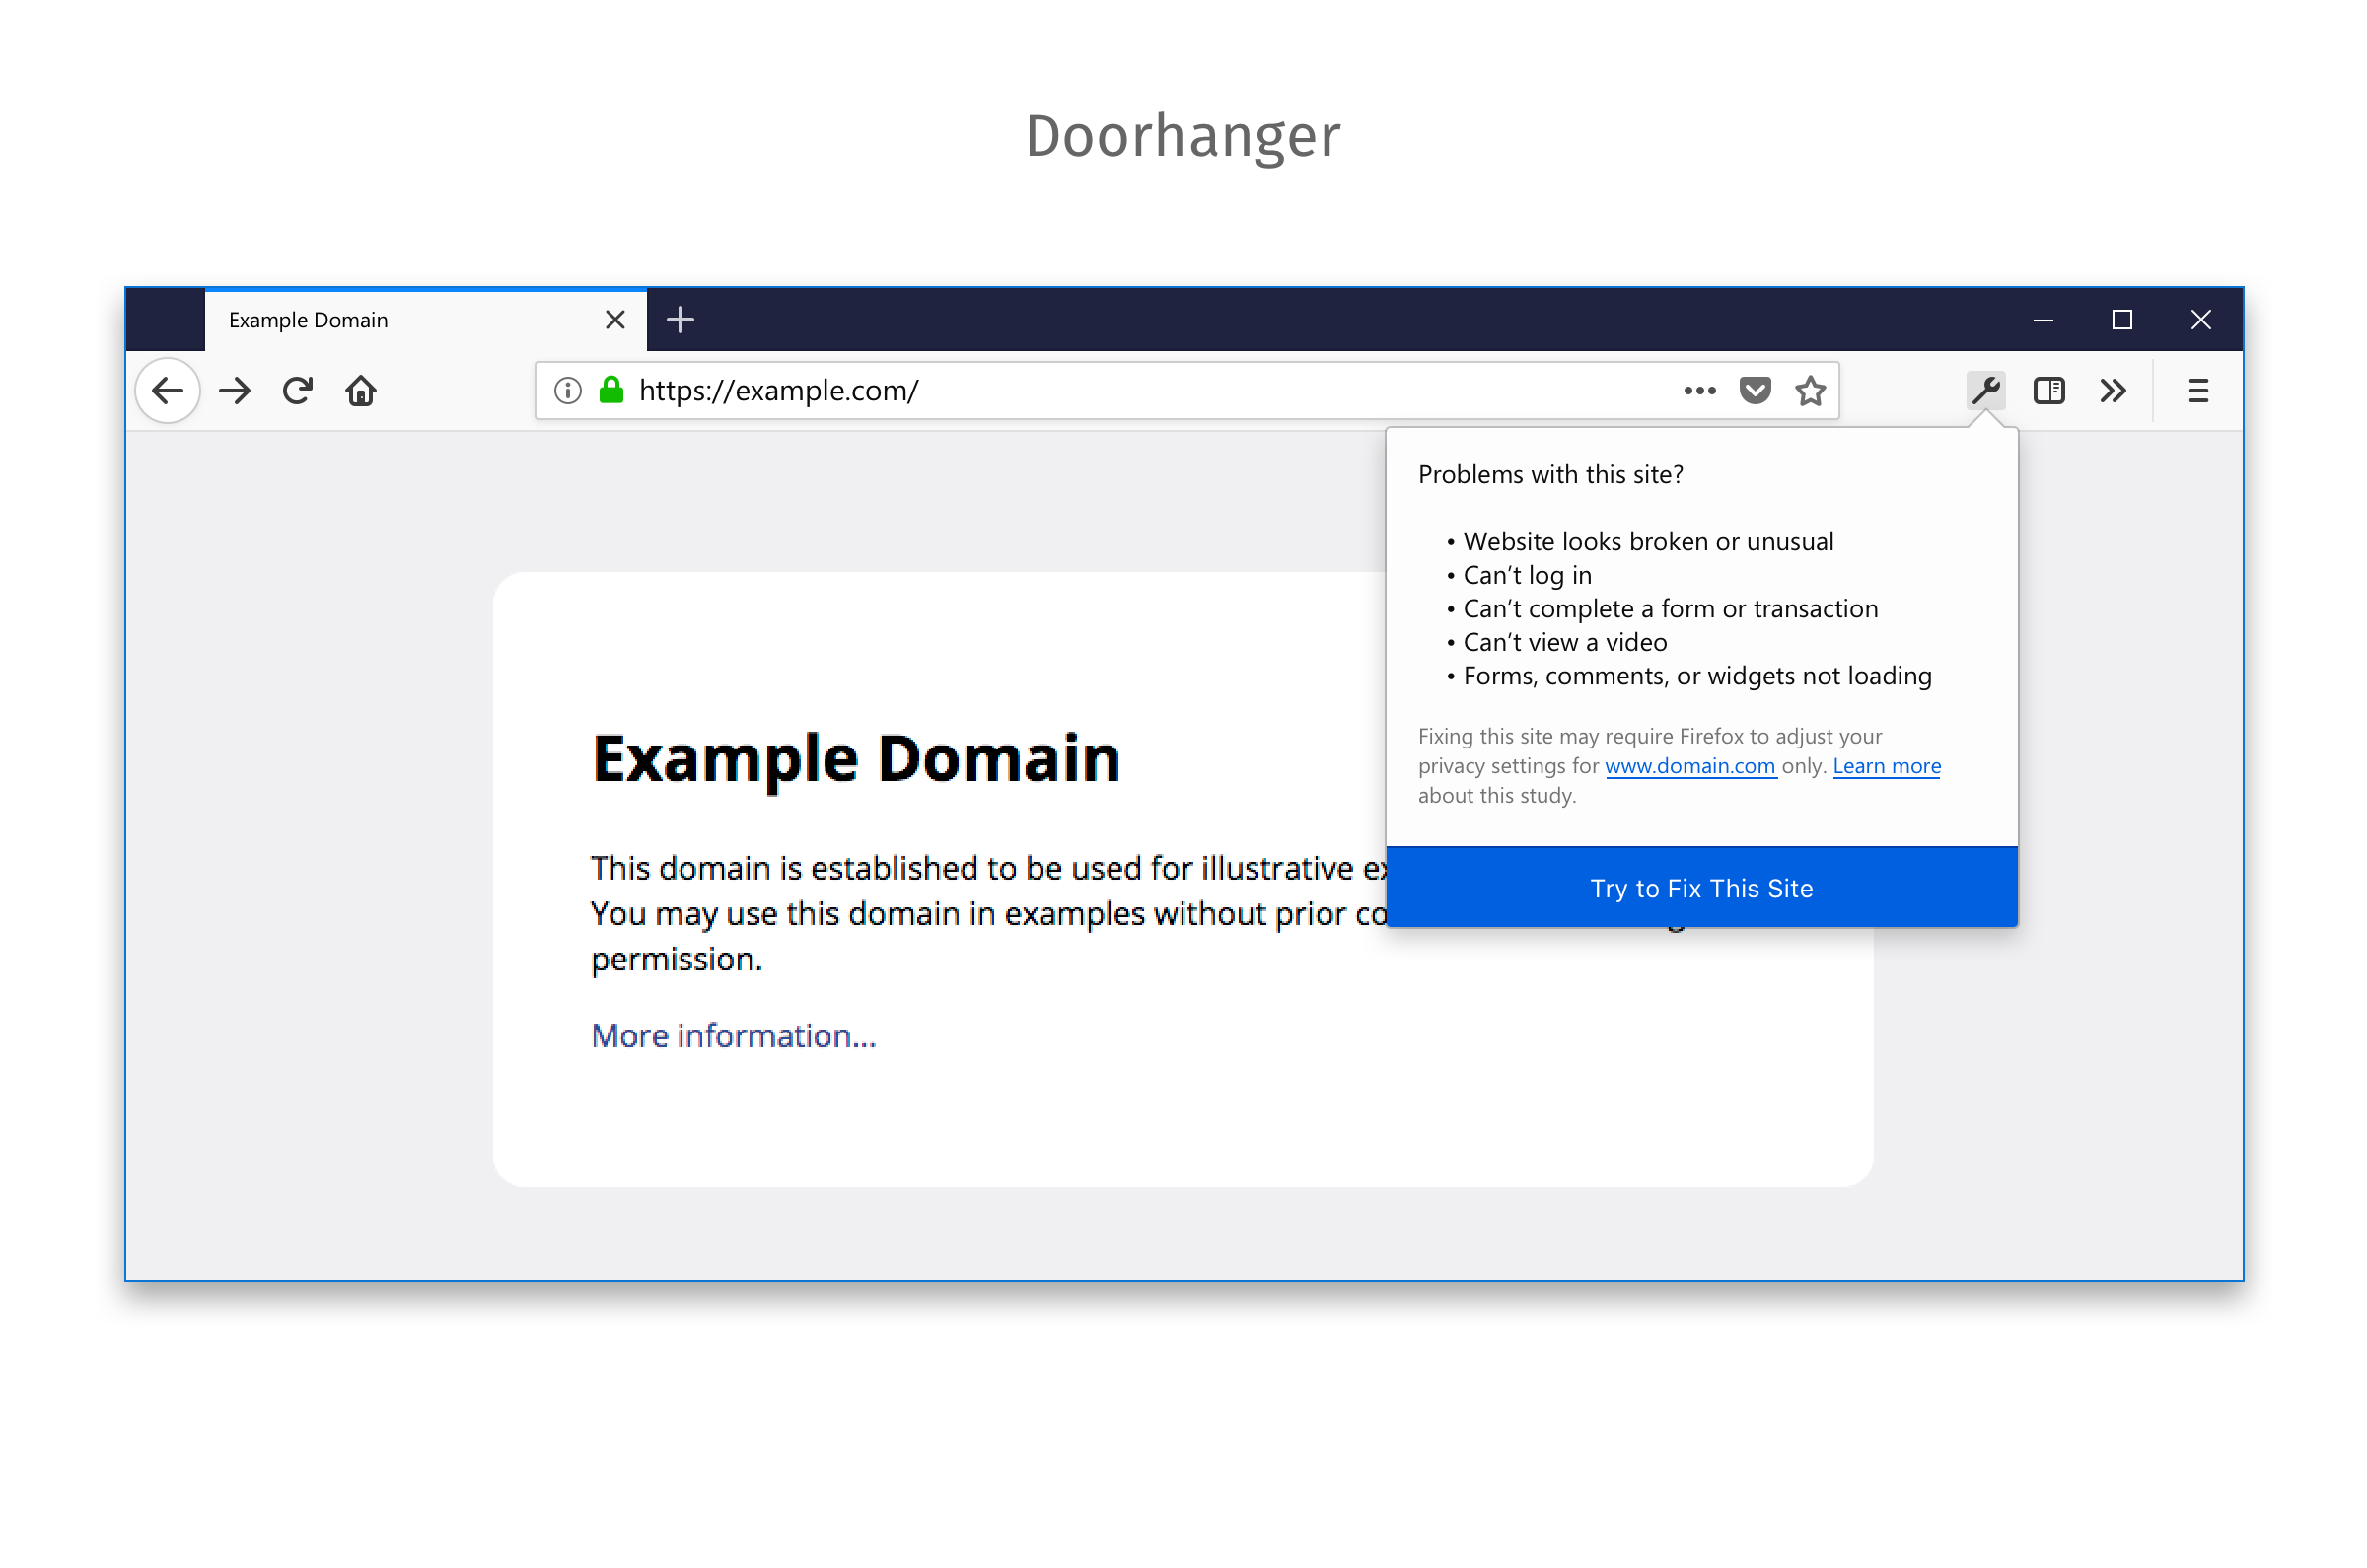 Doorhanger
Example Domain
https://example.com/
Problems with this site?
• Website looks broken or unusual
• Can’t log in
• Can’t complete a form or transaction
• Can’t view a video
• Forms, comments, or widgets not loading
Fixing this site may require Firefox to adjust your
privacy settings for www.domain.com only. Learn more
about this study.
Try to Fix This Site
Example Domain
This domain is established to be used for illustrative
You may use this domain in examples without prior
permission.
More information...